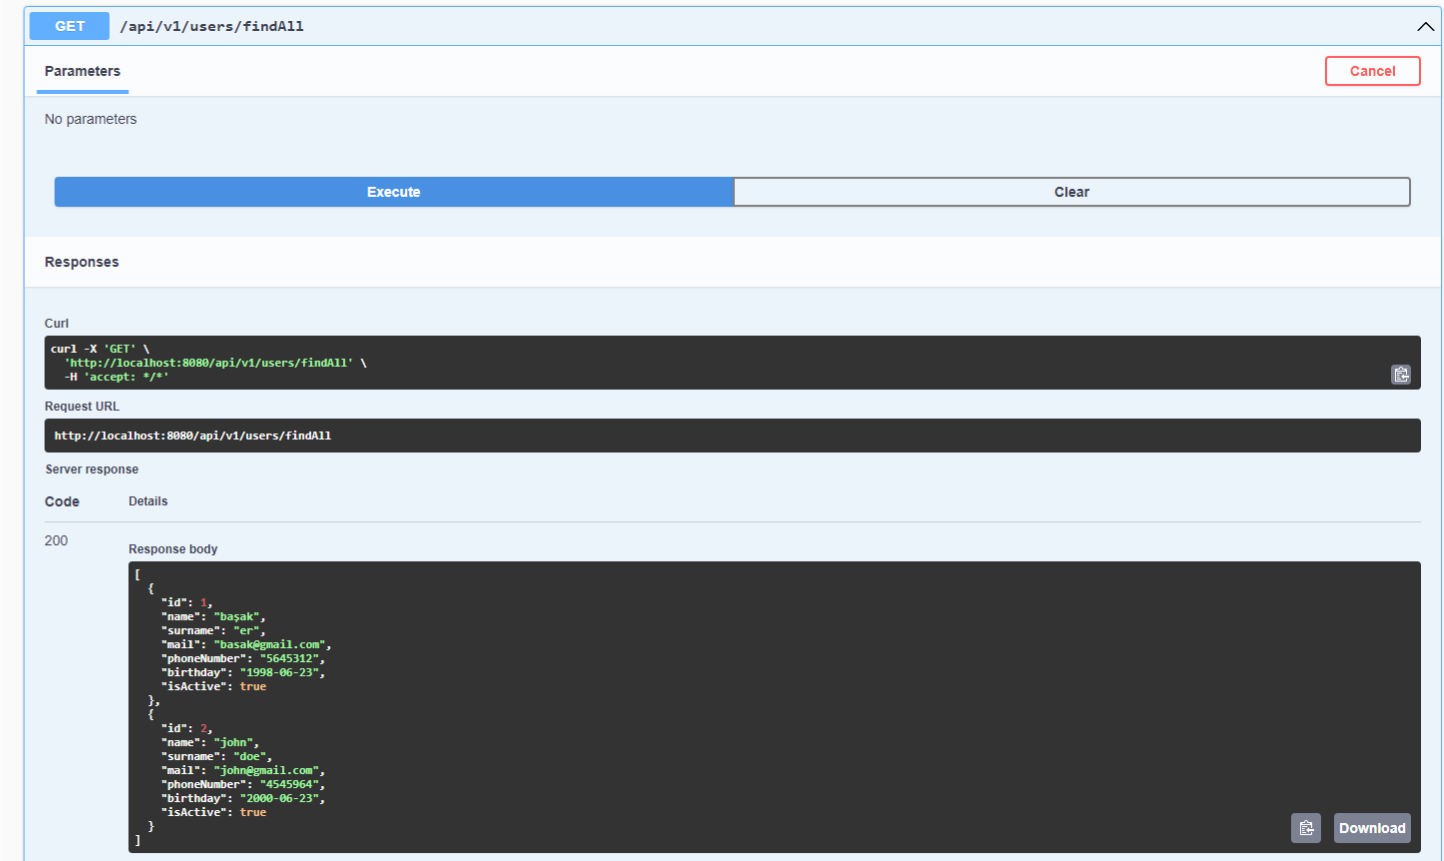 GET /api/v1/users/findAll
Parameters
Cancel
No parameters
Execute
Clear
Responses
Curl
curl -X 'GET' \
'http://localhost:8080/api/v1/users/findAll' \
-H 'accept: */*'
Request URL
http://localhost:8080/api/v1/users/findAll
Server response
Code Details
200
Response body
[
{
"id": 1,
"name": "başak",
"surname": "er",
"mail": "basak@gmail.com",
"phoneNumber": "5645312",
"birthday": "1998-06-23",
"isActive": true
},
{
"id": 2,
"name": "john",
"surname": "doe",
"mail": "john@gmail.com",
"phoneNumber": "4545964",
"birthday": "2000-06-23",
"isActive": true
}
]
Download